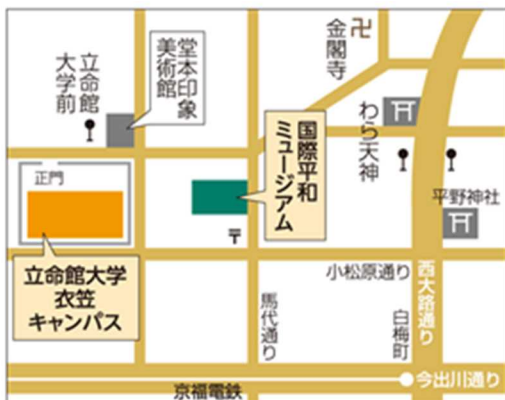 立命館
大学前
堂本印象
美術館
金閣寺
わら天神
国際平和
ミュージアム
正門
平野神社
立命館大学
衣笠
キャンパス
小松原通り
西大路通り
馬代通り
白梅町
今出川通り
京福電鉄